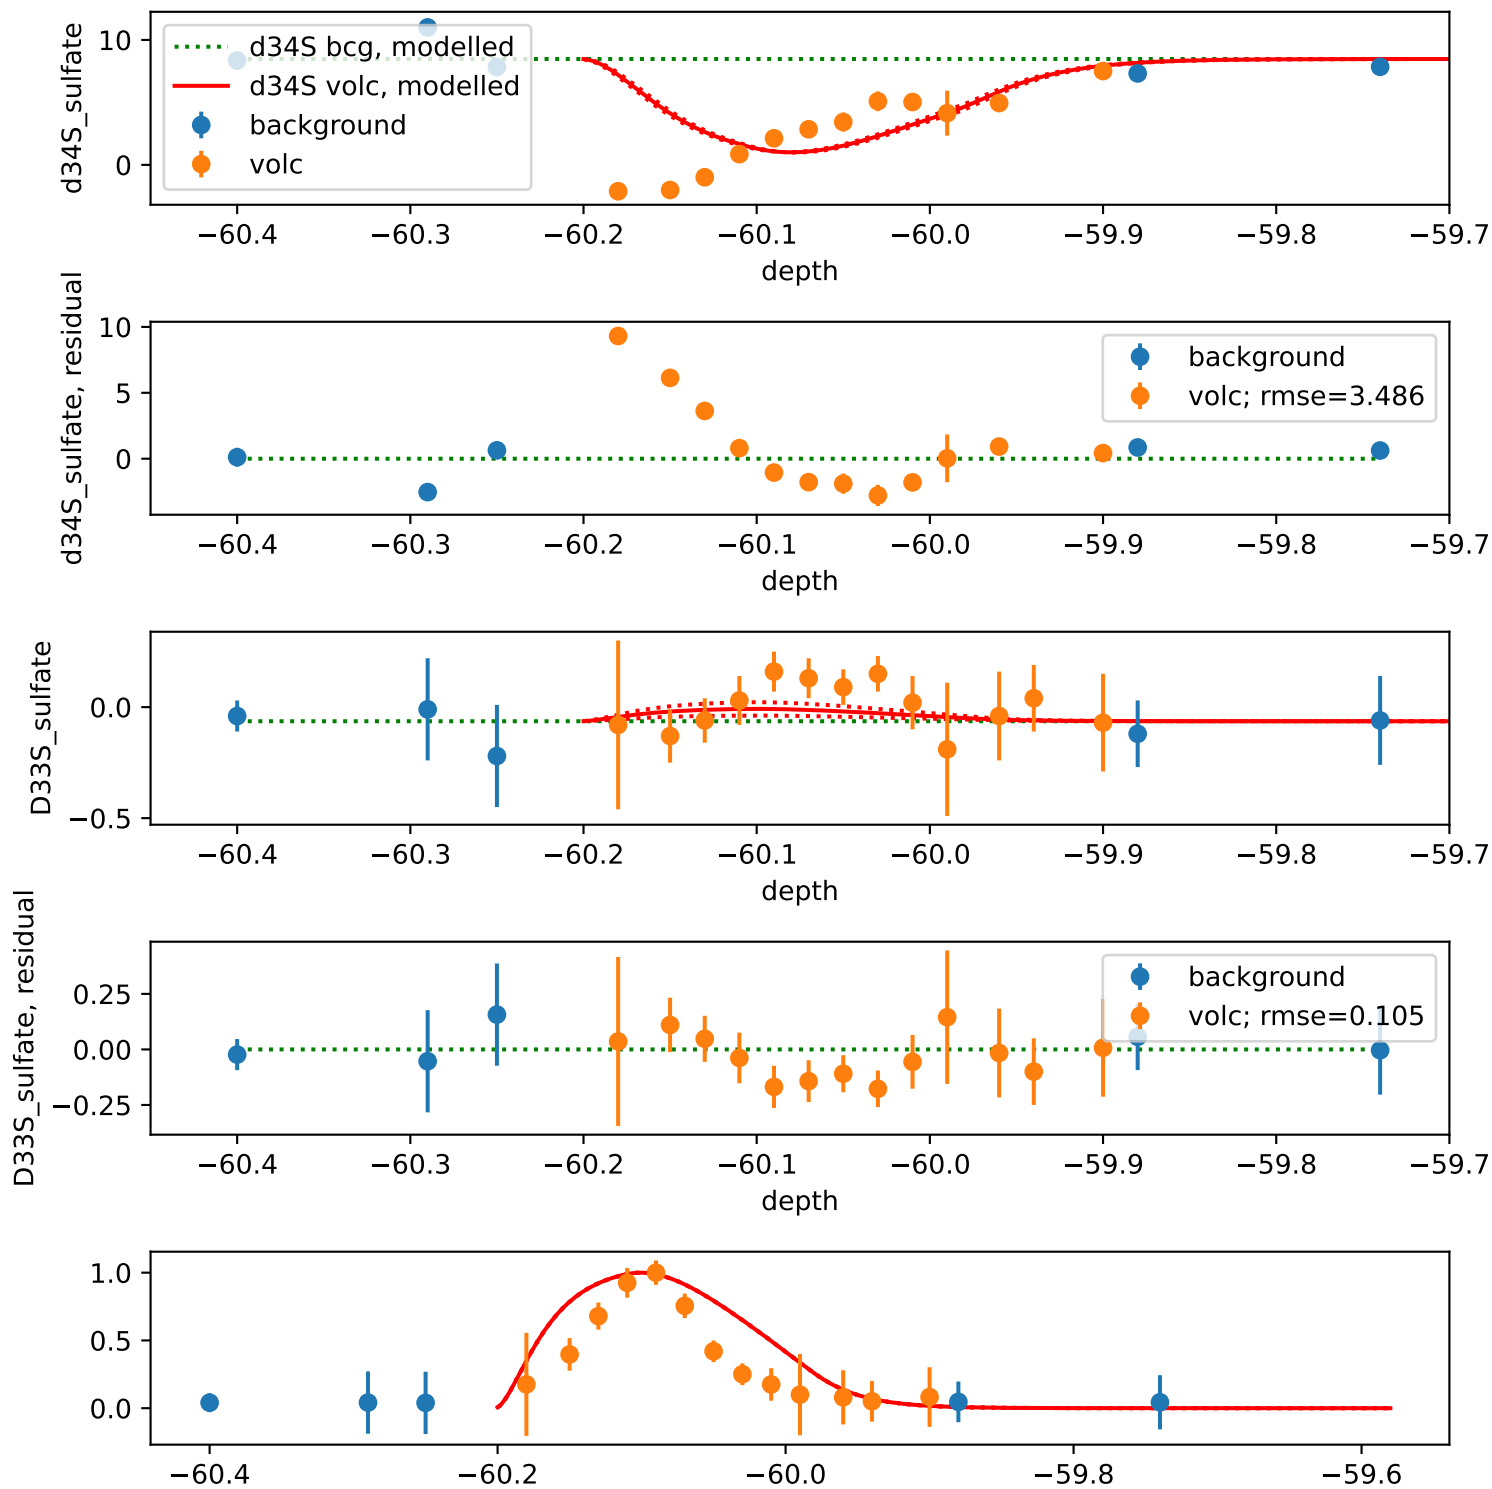 10
0
d34S_sulfate
d34S bcg, modelled
d34S volc, modelled
background
volc
−60.4 −60.3 −60.2 −60.1 −60.0 −59.9 −59.8 −59.7
depth
10
5
0
d34S_sulfate, residual
background
volc; rmse=3.486
−60.4 −60.3 −60.2 −60.1 −60.0 −59.9 −59.8 −59.7
depth
0.0
−0.5
D33S_sulfate
−60.4 −60.3 −60.2 −60.1 −60.0 −59.9 −59.8 −59.7
depth
0.25
0.00
−0.25
D33S_sulfate, residual
background
volc; rmse=0.105
−60.4 −60.3 −60.2 −60.1 −60.0 −59.9 −59.8 −59.7
depth
1.0
0.5
0.0
−60.4 −60.2 −60.0 −59.8 −59.6